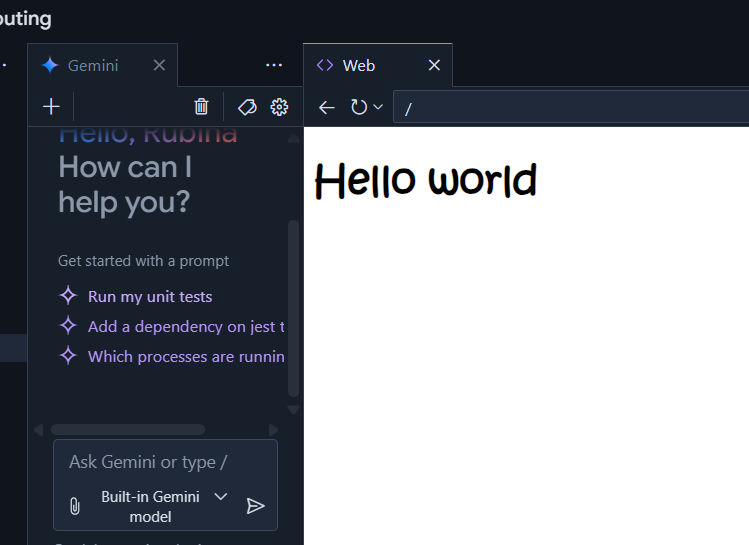 Gemini
Web
/
Hello, Rubina
How can I
help you?
Get started with a prompt
Run my unit tests
Add a dependency on jest t
Which processes are runnin
Ask Gemini or type /
Built-in Gemini
model
Hello world